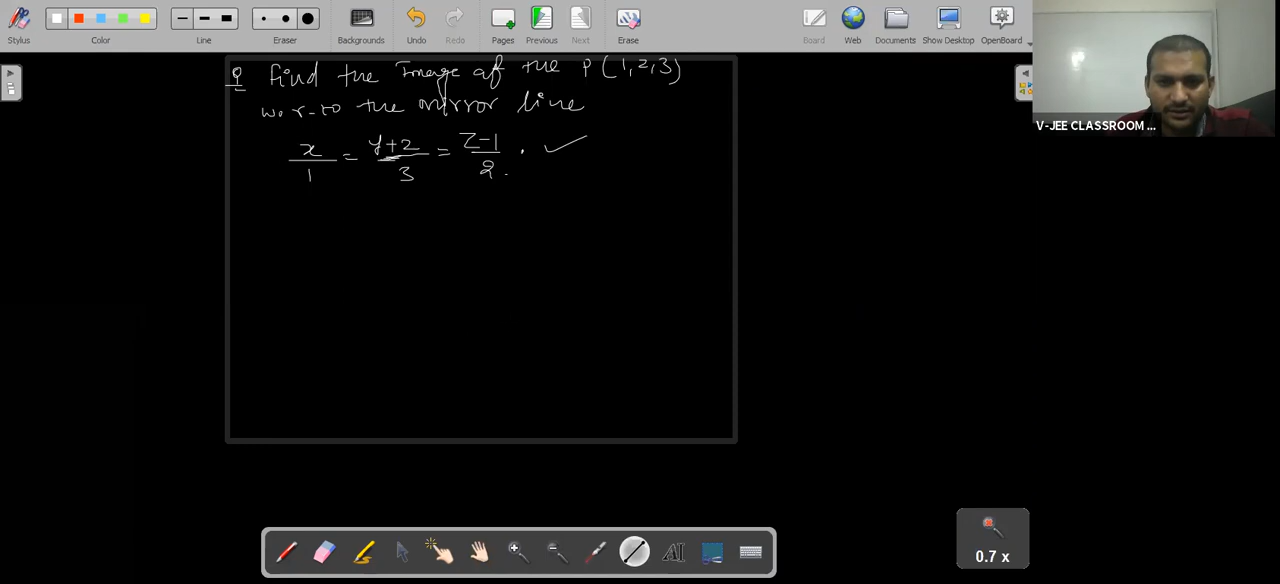 Stylus Color Line Eraser Backgrounds Undo Redo Pages Previous Next Erase Board Web Documents Show Desktop OpenBoard
Q Find the Image of the P(1,2,3)
w.r.to the mirror line
x/1 = y+2/3 = z-1/2 .
V-JEE CLASSROOM ...
AI
0.7 x